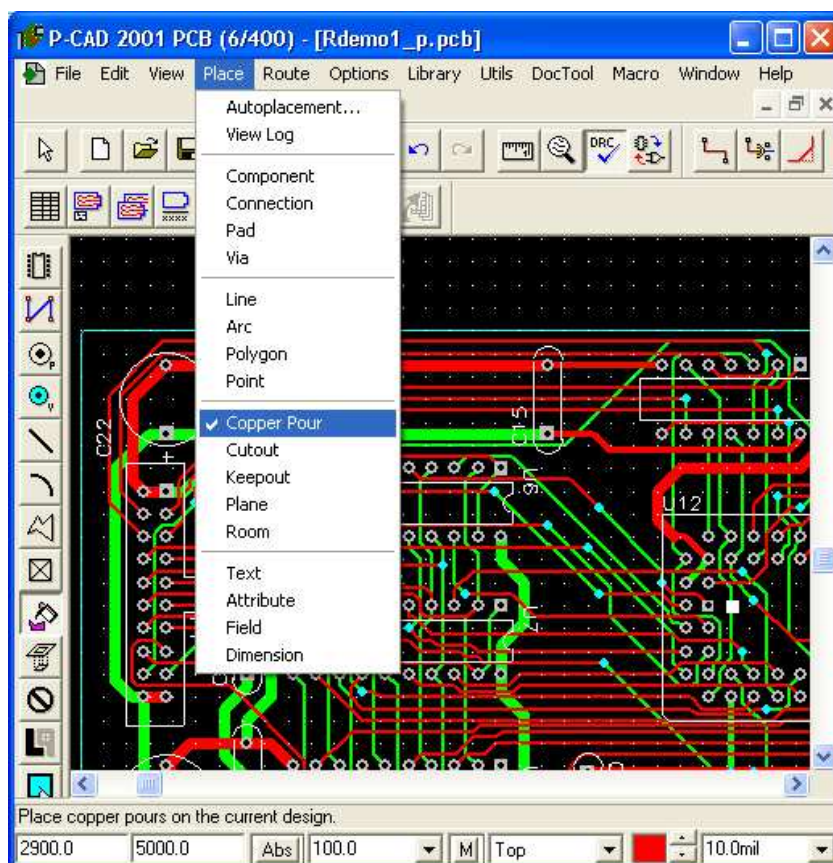 P-CAD 2001 PCB (6/400) - [Rdemo1_p.pcb]
File Edit View Place Route Options Library Utils DocTool Macro Window Help
Autoplacement...
View Log
DRC
Component
Connection
Pad
Via
Line
Arc
Polygon
Point
Copper Pour
Cutout
Keepout
Plane
Room
Text
Attribute
Field
Dimension
C22
C15
U6
U12
U7
Place copper pours on the current design.
2900.0 5000.0 Abs 100.0 M Top 10.0mil